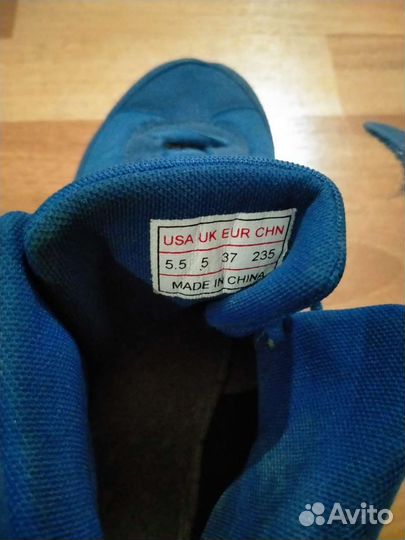 USA UK EUR CHN
5.5 5 37 235
MADE IN CHINA
Avito